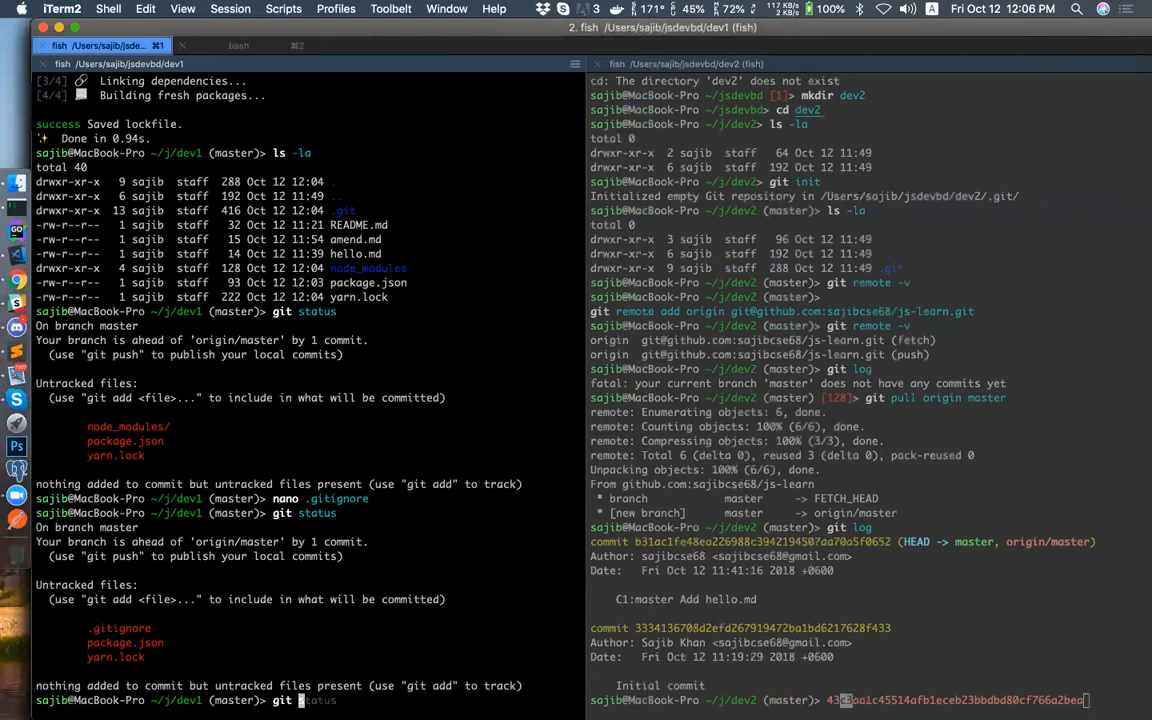 iTerm2 Shell Edit View Session Scripts Profiles Toolbelt Window Help 3 171° 45% 72% 117 KB/s 2 KB/s 100% A Fri Oct 12 12:06 PM
2. fish /Users/sajib/jsdevbd/dev1 (fish)
fish /Users/sajib/jsde... ⌘1 bash ⌘2
fish /Users/sajib/jsdevbd/dev1
[3/4] 🔗 Linking dependencies...
[4/4] 📃 Building fresh packages...
success Saved lockfile.
✨ Done in 0.94s.
sajib@MacBook-Pro ~/j/dev1 (master)> ls -la
total 40
drwxr-xr-x 9 sajib staff 288 Oct 12 12:04 .
drwxr-xr-x 6 sajib staff 192 Oct 12 11:49 ..
drwxr-xr-x 13 sajib staff 416 Oct 12 12:04 .git
-rw-r--r-- 1 sajib staff 32 Oct 12 11:21 README.md
-rw-r--r-- 1 sajib staff 15 Oct 12 11:54 amend.md
-rw-r--r-- 1 sajib staff 14 Oct 12 11:39 hello.md
drwxr-xr-x 4 sajib staff 128 Oct 12 12:04 node_modules
-rw-r--r-- 1 sajib staff 93 Oct 12 12:03 package.json
-rw-r--r-- 1 sajib staff 222 Oct 12 12:04 yarn.lock
sajib@MacBook-Pro ~/j/dev1 (master)> git status
On branch master
Your branch is ahead of 'origin/master' by 1 commit.
(use "git push" to publish your local commits)
Untracked files:
(use "git add <file>..." to include in what will be committed)
node_modules/
package.json
yarn.lock
nothing added to commit but untracked files present (use "git add" to track)
sajib@MacBook-Pro ~/j/dev1 (master)> nano .gitignore
sajib@MacBook-Pro ~/j/dev1 (master)> git status
On branch master
Your branch is ahead of 'origin/master' by 1 commit.
(use "git push" to publish your local commits)
Untracked files:
(use "git add <file>..." to include in what will be committed)
.gitignore
package.json
yarn.lock
nothing added to commit but untracked files present (use "git add" to track)
sajib@MacBook-Pro ~/j/dev1 (master)> git status
fish /Users/sajib/jsdevbd/dev2 (fish)
cd: The directory 'dev2' does not exist
sajib@MacBook-Pro ~/jsdevbd [1]> mkdir dev2
sajib@MacBook-Pro ~/jsdevbd> cd dev2
sajib@MacBook-Pro ~/j/dev2> ls -la
total 0
drwxr-xr-x 2 sajib staff 64 Oct 12 11:49 .
drwxr-xr-x 6 sajib staff 192 Oct 12 11:49 ..
sajib@MacBook-Pro ~/j/dev2> git init
Initialized empty Git repository in /Users/sajib/jsdevbd/dev2/.git/
sajib@MacBook-Pro ~/j/dev2 (master)> ls -la
total 0
drwxr-xr-x 3 sajib staff 96 Oct 12 11:49 .
drwxr-xr-x 6 sajib staff 192 Oct 12 11:49 ..
drwxr-xr-x 9 sajib staff 288 Oct 12 11:49 .git
sajib@MacBook-Pro ~/j/dev2 (master)> git remote -v
sajib@MacBook-Pro ~/j/dev2 (master)>
git remote add origin git@github.com:sajibcse68/js-learn.git
sajib@MacBook-Pro ~/j/dev2 (master)> git remote -v
origin git@github.com:sajibcse68/js-learn.git (fetch)
origin git@github.com:sajibcse68/js-learn.git (push)
sajib@MacBook-Pro ~/j/dev2 (master)> git log
fatal: your current branch 'master' does not have any commits yet
sajib@MacBook-Pro ~/j/dev2 (master) [128]> git pull origin master
remote: Enumerating objects: 6, done.
remote: Counting objects: 100% (6/6), done.
remote: Compressing objects: 100% (3/3), done.
remote: Total 6 (delta 0), reused 3 (delta 0), pack-reused 0
Unpacking objects: 100% (6/6), done.
From github.com:sajibcse68/js-learn
* branch master -> FETCH_HEAD
* [new branch] master -> origin/master
sajib@MacBook-Pro ~/j/dev2 (master)> git log
commit b31ac1fe48ea226988c3942194507aa70a5f0652 (HEAD -> master, origin/master)
Author: sajibcse68 <sajibcse68@gmail.com>
Date: Fri Oct 12 11:41:16 2018 +0600
C1:master Add hello.md
commit 3334136708d2efd267919472ba1bd6217628f433
Author: Sajib Khan <sajibcse68@gmail.com>
Date: Fri Oct 12 11:19:29 2018 +0600
Initial commit
sajib@MacBook-Pro ~/j/dev2 (master)> 43c3aa1c45514afb1eceb23bbdbd80cf766a2bea